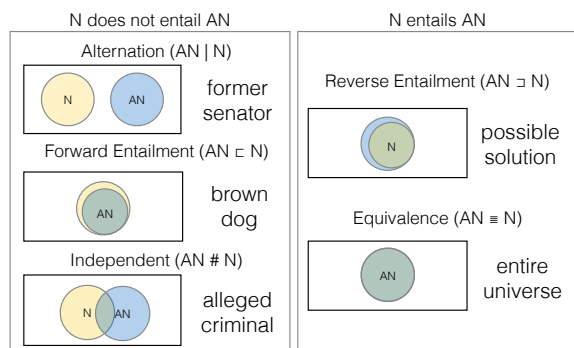 N does not entail AN
Alternation (AN | N)
N
AN
former
senator
Forward Entailment (AN ⊏ N)
AN
brown
dog
Independent (AN # N)
N
AN
alleged
criminal
N entails AN
Reverse Entailment (AN ⊐ N)
N
possible
solution
Equivalence (AN ≡ N)
AN
entire
universe